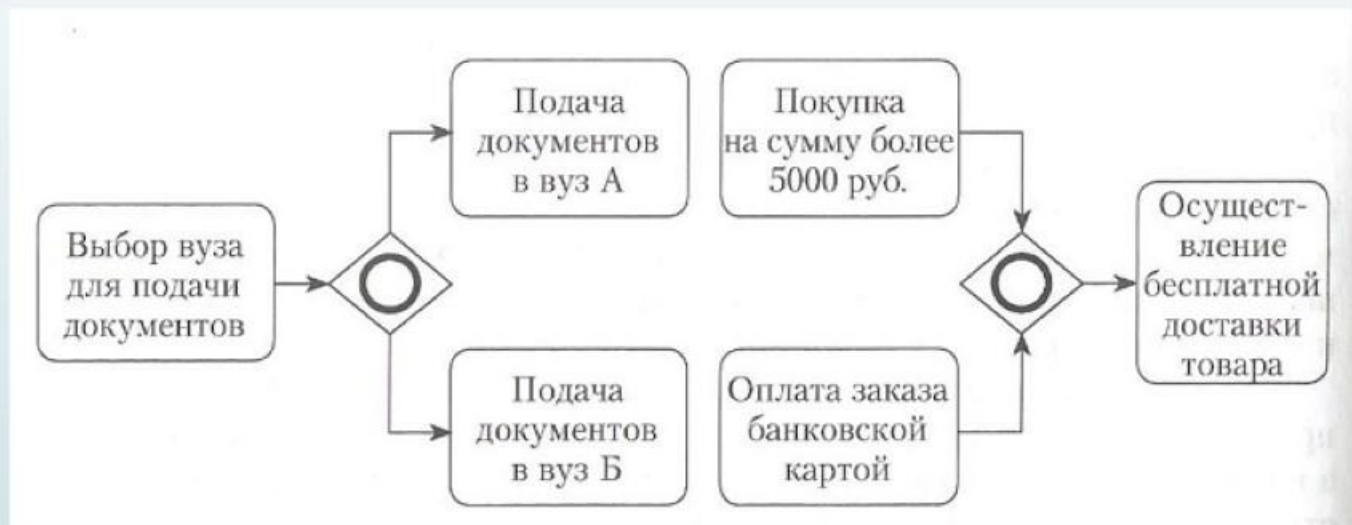 Выбор вуза
для подачи
документов
Подача
документов
в вуз А
Подача
документов
в вуз Б
Покупка
на сумму более
5000 руб.
Оплата заказа
банковской
картой
Осущест-
вление
бесплатной
доставки
товара